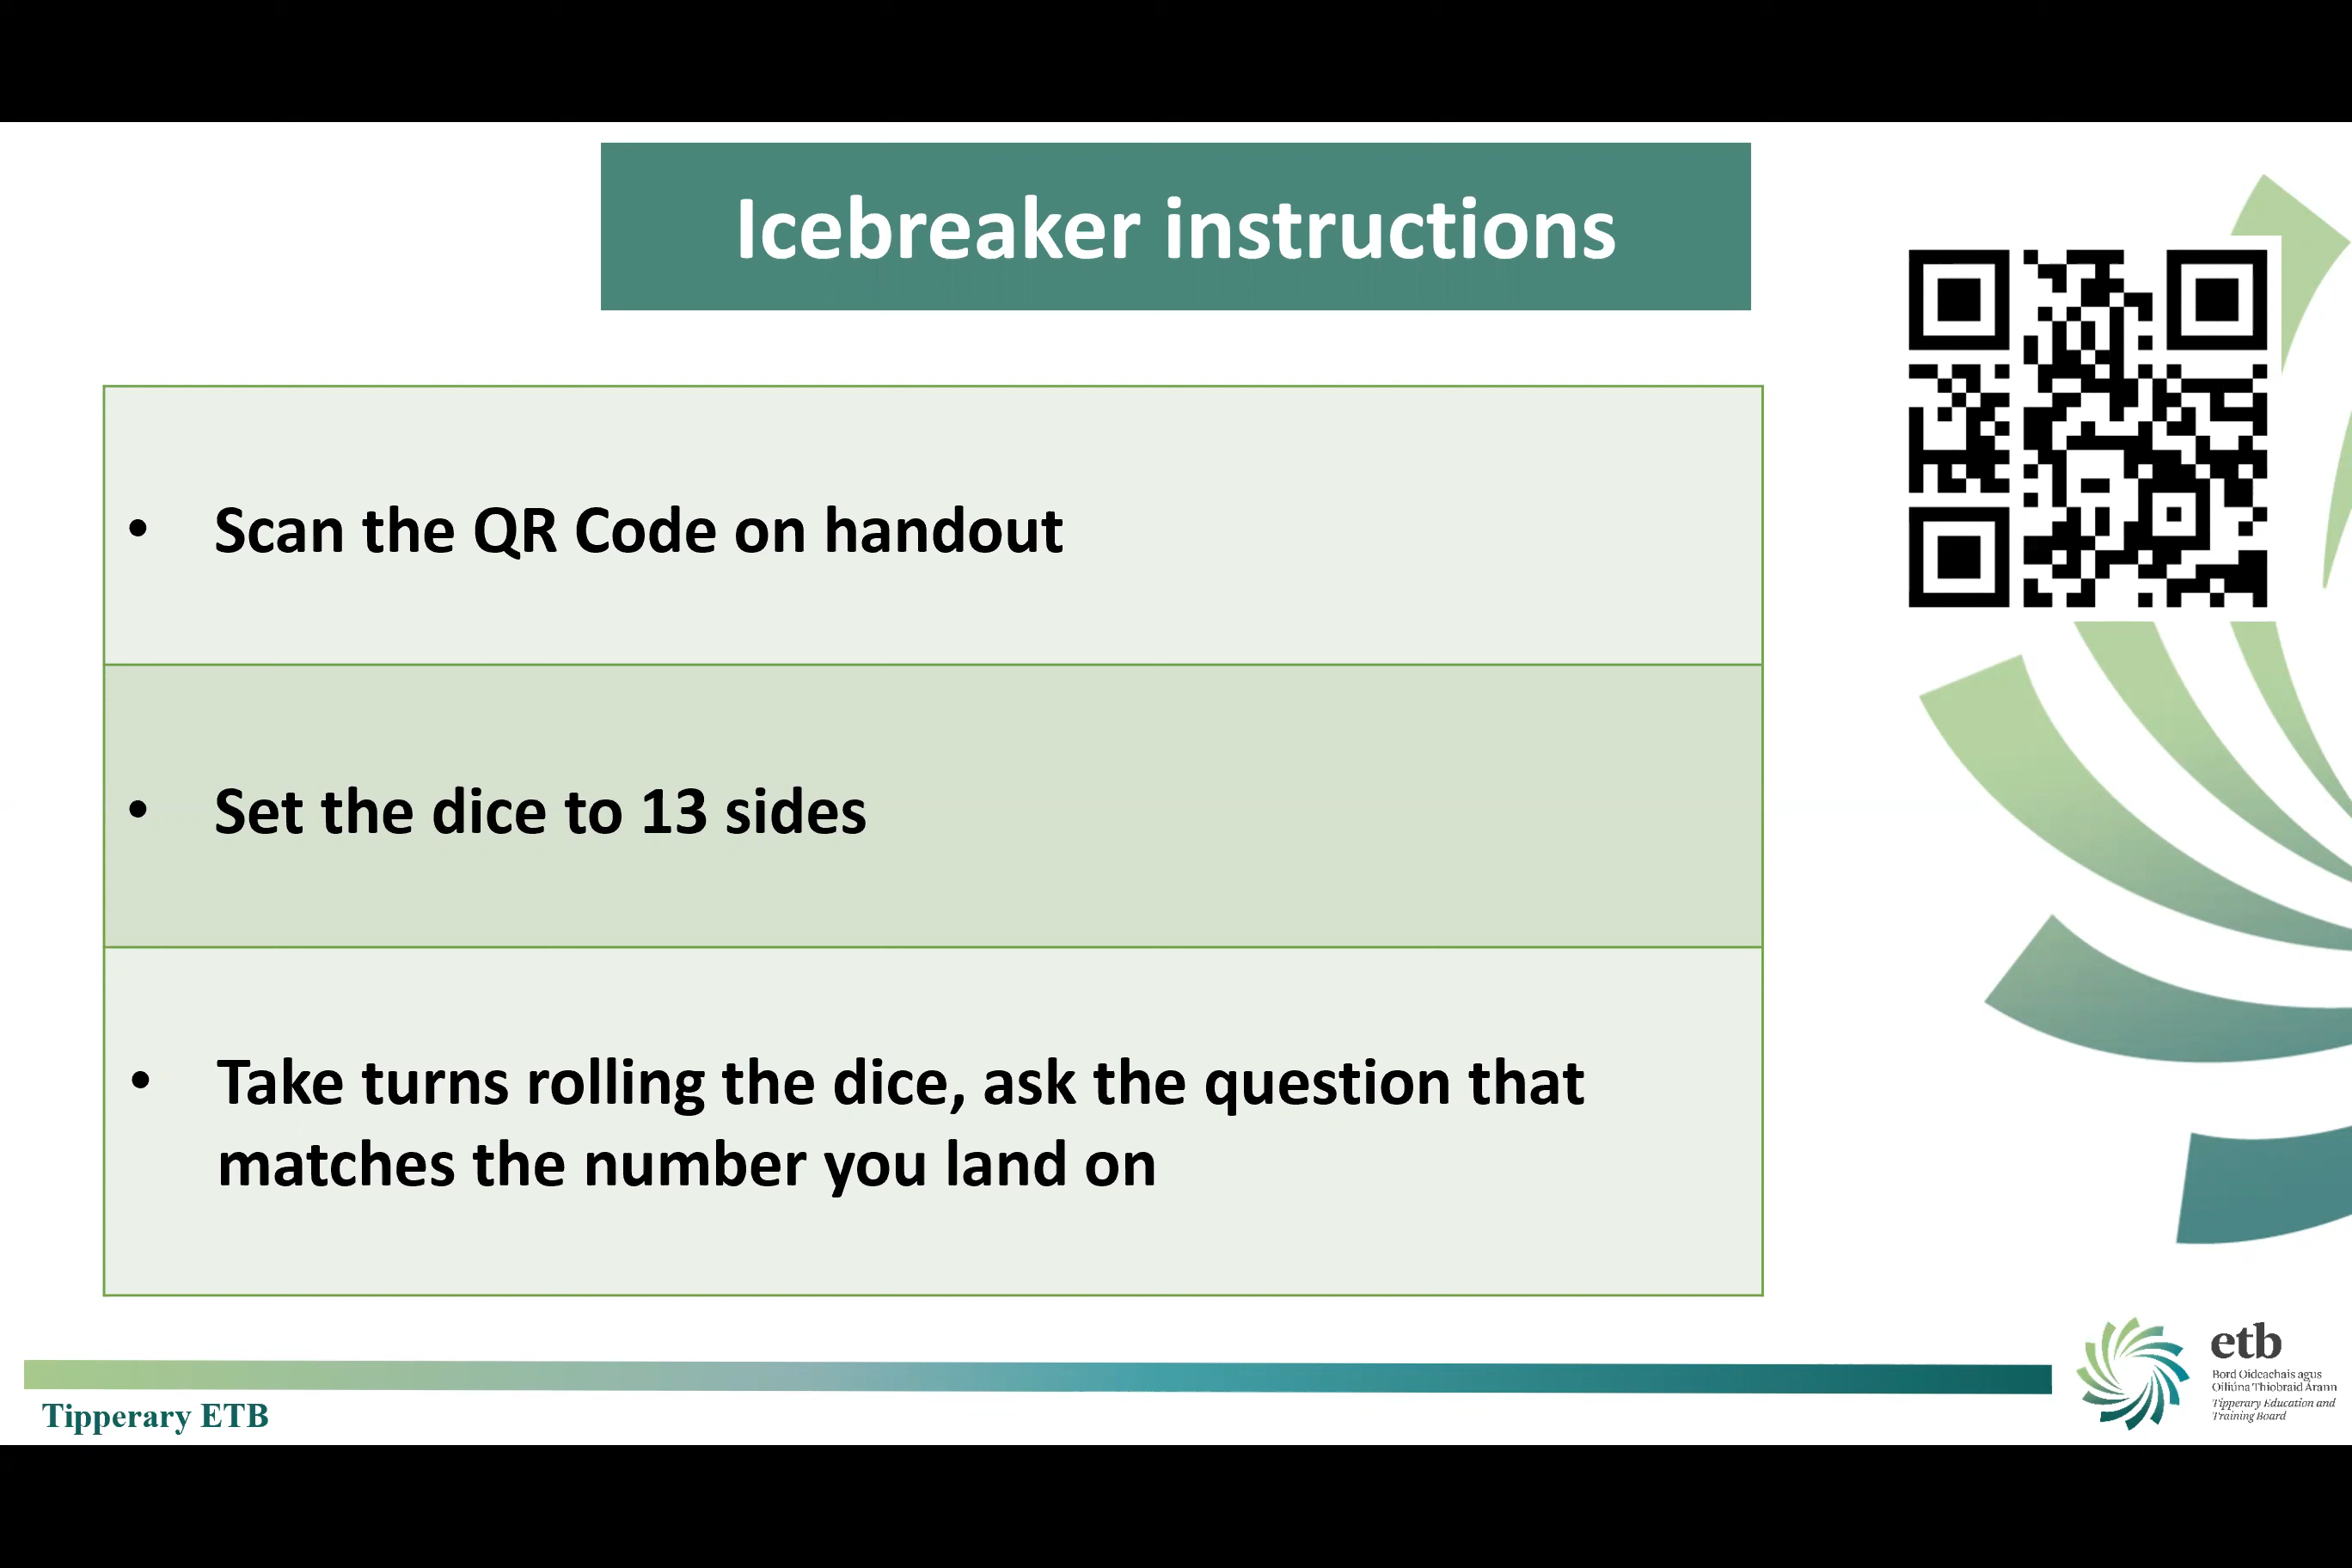 Icebreaker instructions
• Scan the QR Code on handout
• Set the dice to 13 sides
• Take turns rolling the dice, ask the question that
matches the number you land on
Tipperary ETB
etb
Bord Oideachais agus
Oiliúna Thiobraid Árann
Tipperary Education and
Training Board